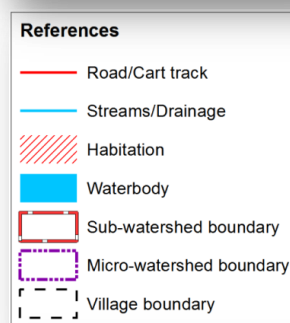 References
Road/Cart track
Streams/Drainage
Habitation
Waterbody
Sub-watershed boundary
Micro-watershed boundary
Village boundary